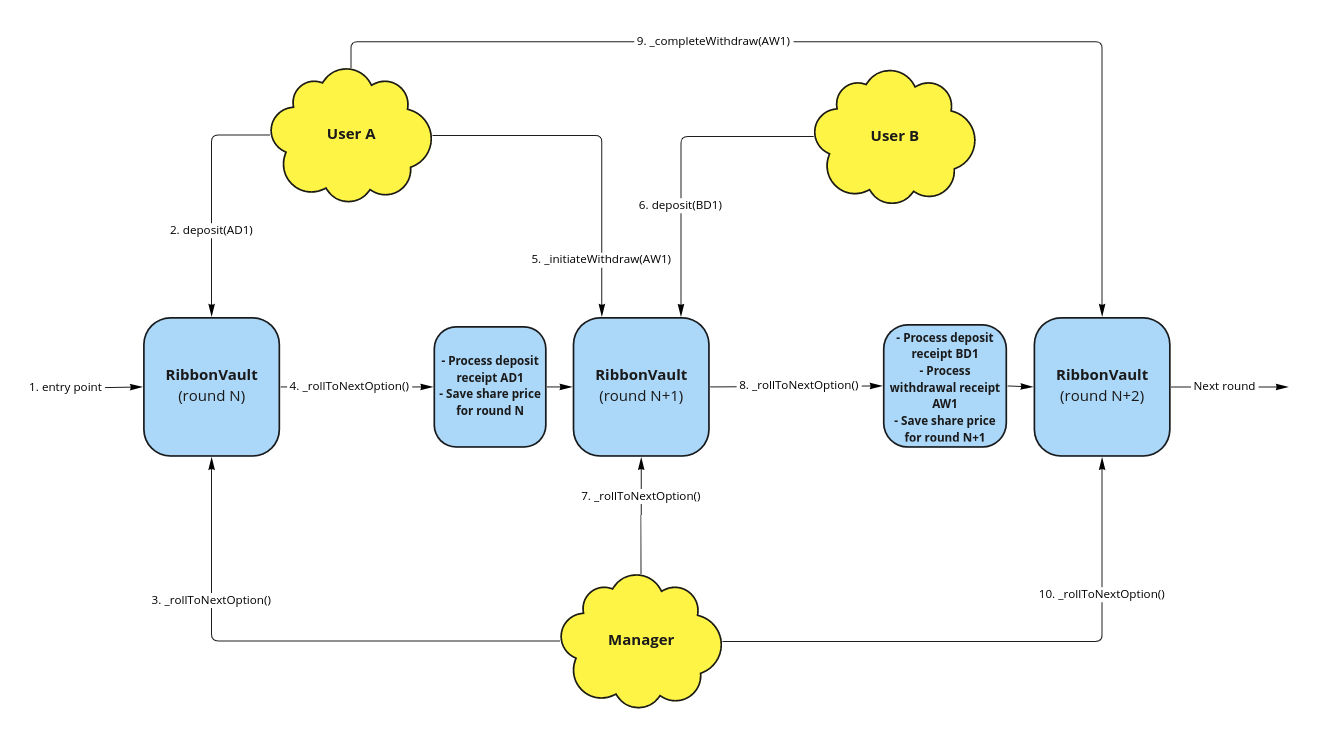 9. _completeWithdraw(AW1)
User A
User B
6. deposit(BD1)
2. deposit(AD1)
5. _initiateWithdraw(AW1)
1. entry point
RibbonVault
(round N)
4. _rollToNextOption()
- Process deposit
receipt AD1
- Save share price
for round N
RibbonVault
(round N+1)
8. _rollToNextOption()
- Process deposit
receipt BD1
- Process
withdrawal receipt
AW1
- Save share price
for round N+1
RibbonVault
(round N+2)
Next round
7. _rollToNextOption()
3. _rollToNextOption()
10. _rollToNextOption()
Manager